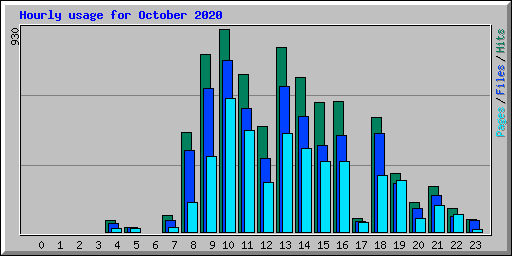 Hourly usage for October 2020
930
Pages/Files/Hits
0 1 2 3 4 5 6 7 8 9 10 11 12 13 14 15 16 17 18 19 20 21 22 23